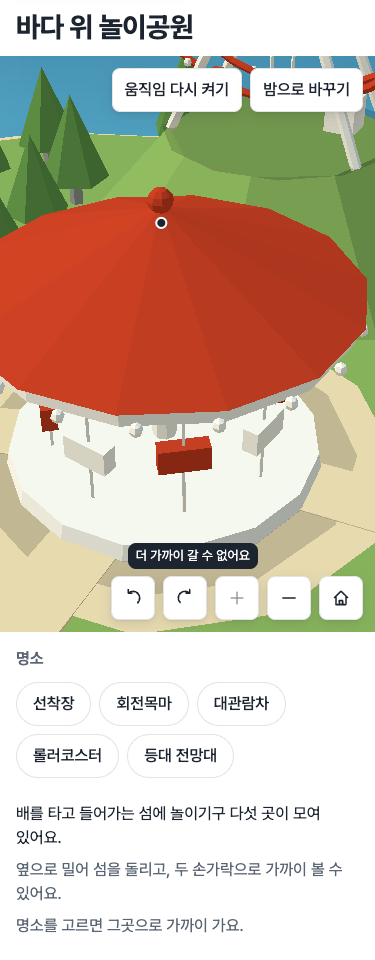 바다 위 놀이공원
움직임 다시 켜기
밤으로 바꾸기
더 가까이 갈 수 없어요
명소
선착장
회전목마
대관람차
롤러코스터
등대 전망대
배를 타고 들어가는 섬에 놀이기구 다섯 곳이 모여
있어요.
옆으로 밀어 섬을 돌리고, 두 손가락으로 가까이 볼 수
있어요.
명소를 고르면 그곳으로 가까이 가요.